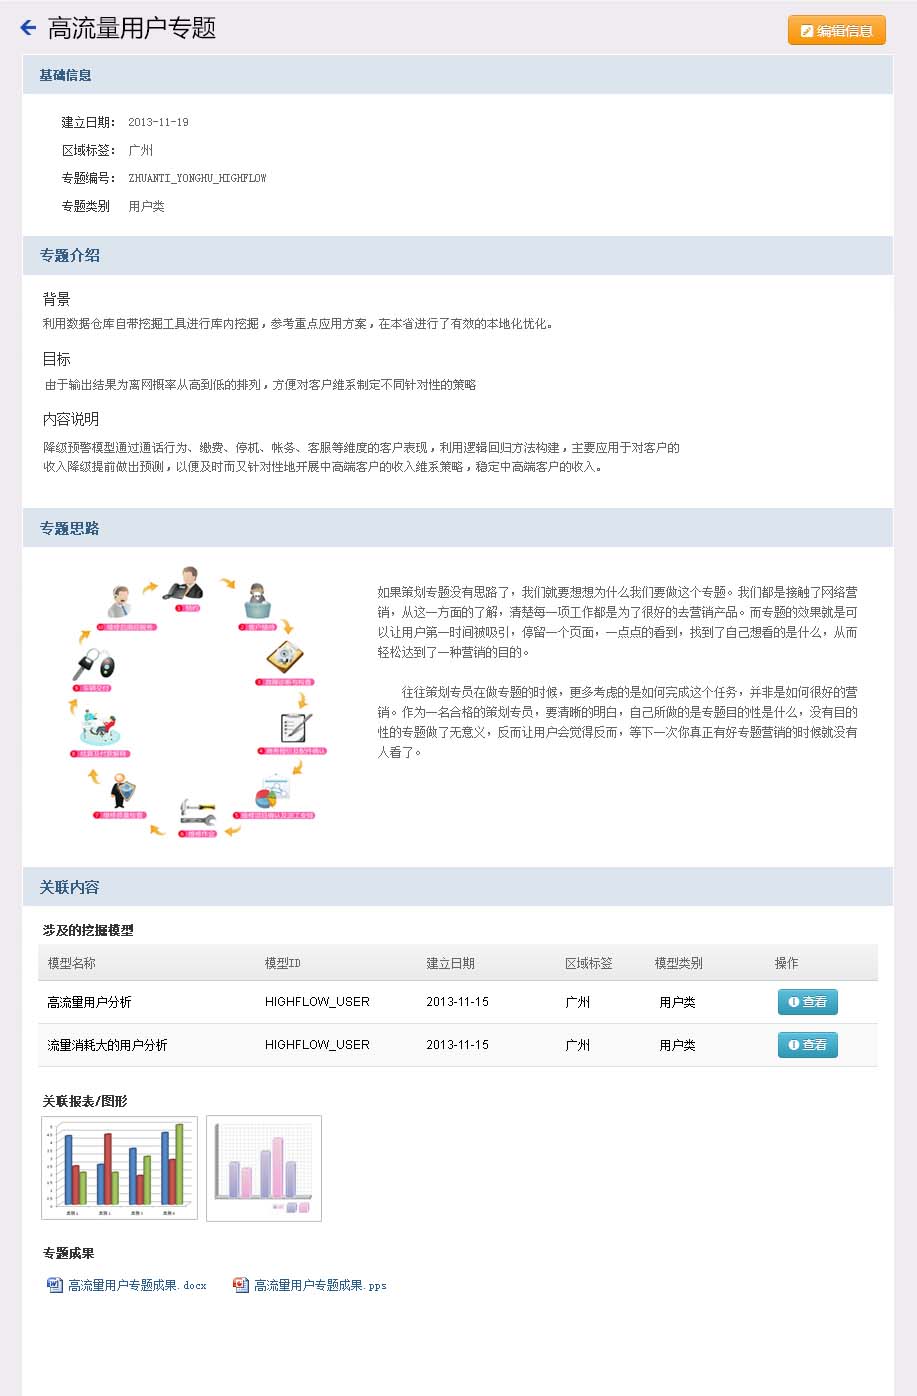 高流量用户专题
编辑信息
基础信息
建立日期： 2013-11-19
区域标签： 广州
专题编号： ZHUANTI_YONGHU_HIGHFLOW
专题类别 用户类
专题介绍
背景
利用数据仓库自带挖掘工具进行库内挖掘，参考重点应用方案，在本省进行了有效的本地化优化。
目标
由于输出结果为离网概率从高到低的排列，方便对客户维系制定不同针对性的策略
内容说明
降级预警模型通过通话行为、缴费、停机、帐务、客服等维度的客户表现，利用逻辑回归方法构建，主要应用于对客户的
收入降级提前做出预测，以便及时而又针对性地开展中高端客户的收入维系策略，稳定中高端客户的收入。
专题思路
如果策划专题没有思路了，我们就要想想为什么我们要做这个专题。我们都是接触了网络营
销，从这一方面的了解，清楚每一项工作都是为了很好的去营销产品。而专题的效果就是可
以让用户第一时间被吸引，停留一个页面，一点点的看到，找到了自己想看的是什么，从而
轻松达到了一种营销的目的。
往往策划专员在做专题的时候，更多考虑的是如何完成这个任务，并非是如何很好的营
销。作为一名合格的策划专员，要清晰的明白，自己所做的是专题目的性是什么，没有目的
性的专题做了无意义，反而让用户会觉得反而，等下一次你真正有好专题营销的时候就没有
人看了。
关联内容
涉及的挖掘模型
模型名称 模型ID 建立日期 区域标签 模型类别 操作
高流量用户分析 HIGHFLOW_USER 2013-11-15 广州 用户类 查看
流量消耗大的用户分析 HIGHFLOW_USER 2013-11-15 广州 用户类 查看
关联报表/图形
专题成果
高流量用户专题成果.docx 高流量用户专题成果.pps